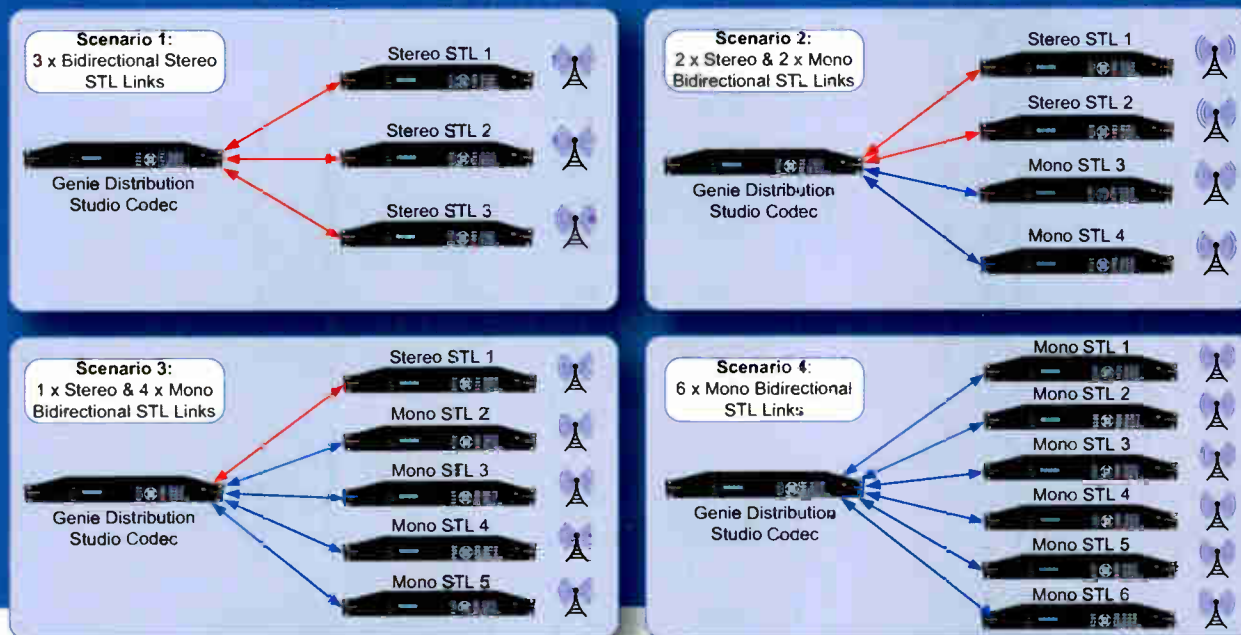 Scenario 1:
3 x Bidirectional Stereo
STL Links
Stereo STL 1
Stereo STL 2
Stereo STL 3
Genie Distribution
Studio Codec
Scenario 2:
2 x Stereo & 2 x Mono
Bidirectional STL Links
Stereo STL 1
Stereo STL 2
Mono STL 3
Mono STL 4
Genie Distribution
Studio Codec
Scenario 3:
1 x Stereo & 4 x Mono
Bidirectional STL Links
Stereo STL 1
Mono STL 2
Mono STL 3
Mono STL 4
Mono STL 5
Genie Distribution
Studio Codec
Scenario 4:
6 x Mono Bidirectional
STL Links
Mono STL 1
Mono STL 2
Mono STL 3
Mono STL 4
Mono STL 5
Mono STL 6
Genie Distribution
Studio Codec